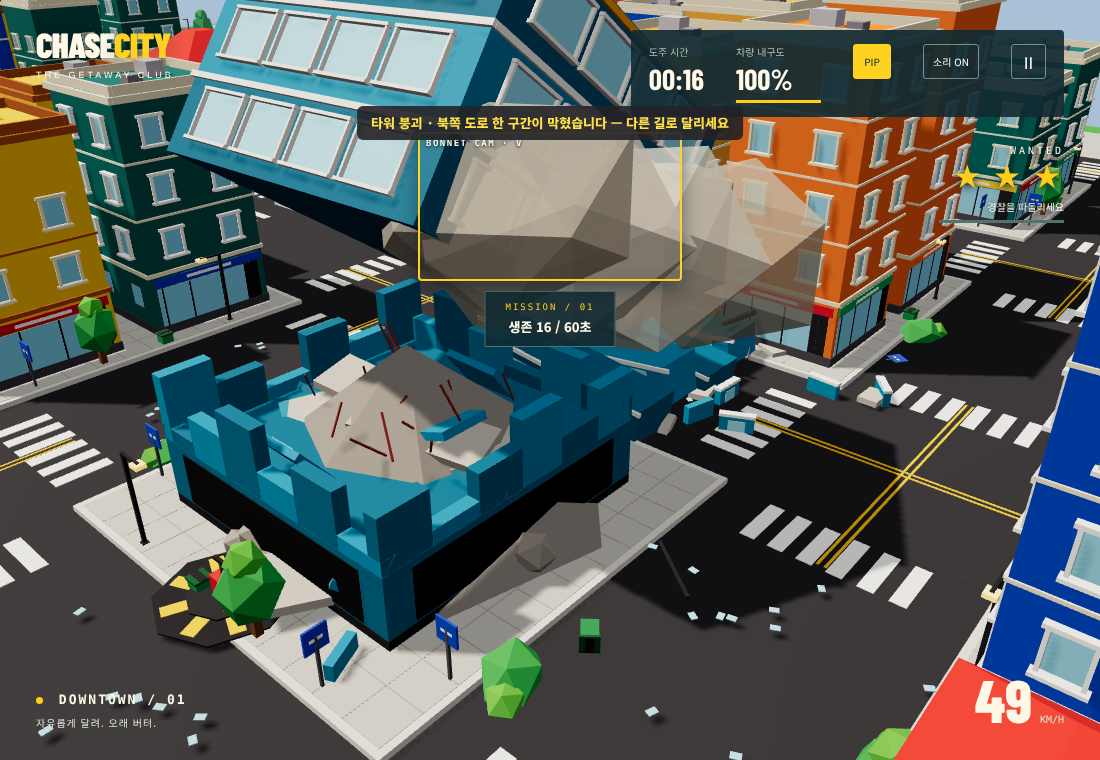 CHASECITY
THE GETAWAY CLUB
도주 시간
00:16
차량 내구도
100%
PIP
소리 ON
타워 붕괴 · 북쪽 도로 한 구간이 막혔습니다 — 다른 길로 달리세요
BONNET CAM · V
WANTED
경찰을 따돌리세요
MISSION / 01
생존 16 / 60초
DOWNTOWN / 01
자유롭게 달려. 오래 버텨.
49
KM/H